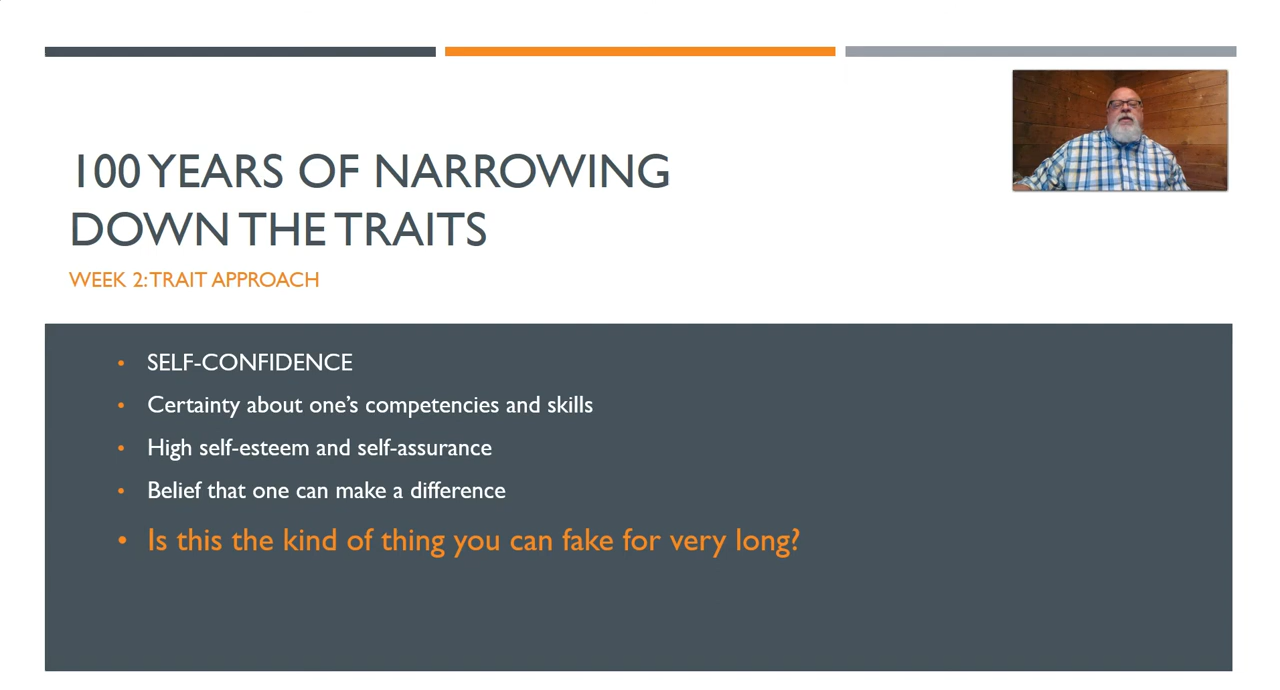 100 YEARS OF NARROWING
DOWN THE TRAITS
WEEK 2: TRAIT APPROACH
• SELF-CONFIDENCE
• Certainty about one’s competencies and skills
• High self-esteem and self-assurance
• Belief that one can make a difference
• Is this the kind of thing you can fake for very long?